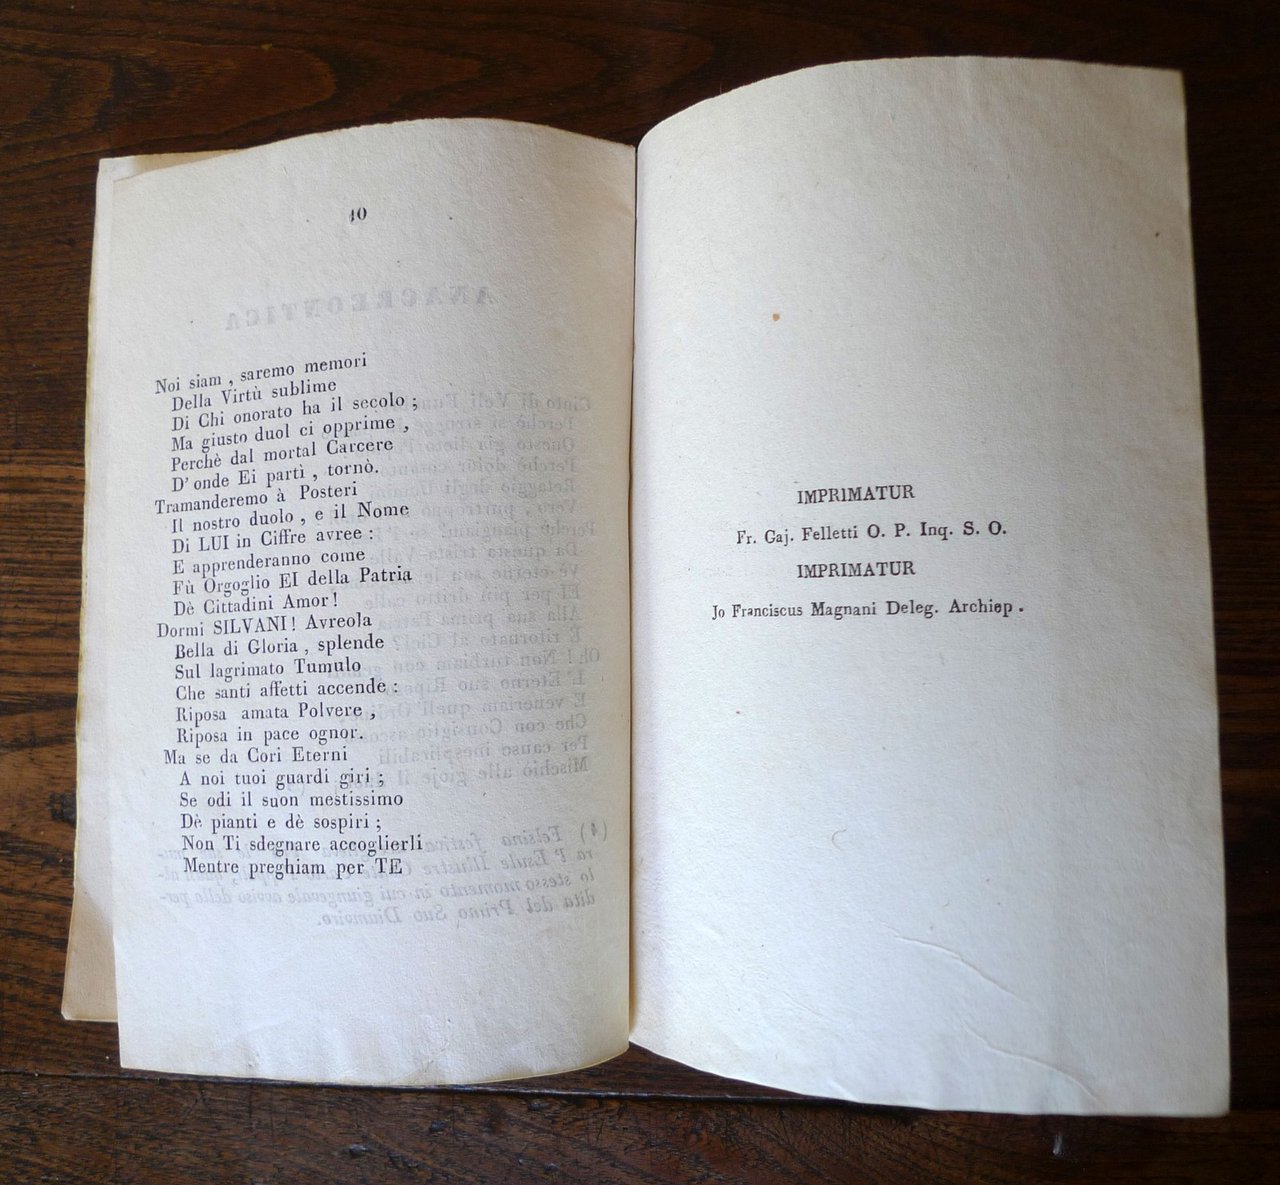 10
Noi siam , saremo memori
Della Virtù sublime
Di Chi onorato ha il secolo ;
Ma giusto duol ci opprime ,
Perchè dal mortal Carcere
D' onde Ei partì , tornò.
Tramanderemo à Posteri
Il nostro duolo , e il Nome
Di LUI in Ciffre avree :
E apprenderanno come
Fù Orgoglio EI della Patria
Dè Cittadini Amor!
Dormi SILVANI! Avreola
Bella di Gloria , splende
Sul lagrimato Tumulo
Che santi affetti accende :
Riposa amata Polvere ,
Riposa in pace ognor.
Ma se da Cori Eterni
A noi tuoi guardi giri ;
Se odi il suon mestissimo
Dè pianti e dè sospiri ;
Non Ti sdegnare accoglierli
Mentre preghiam per TE
IMPRIMATUR
Fr. Gaj. Felletti O. P. Inq. S. O.
IMPRIMATUR
Jo Franciscus Magnani Deleg. Archiep .